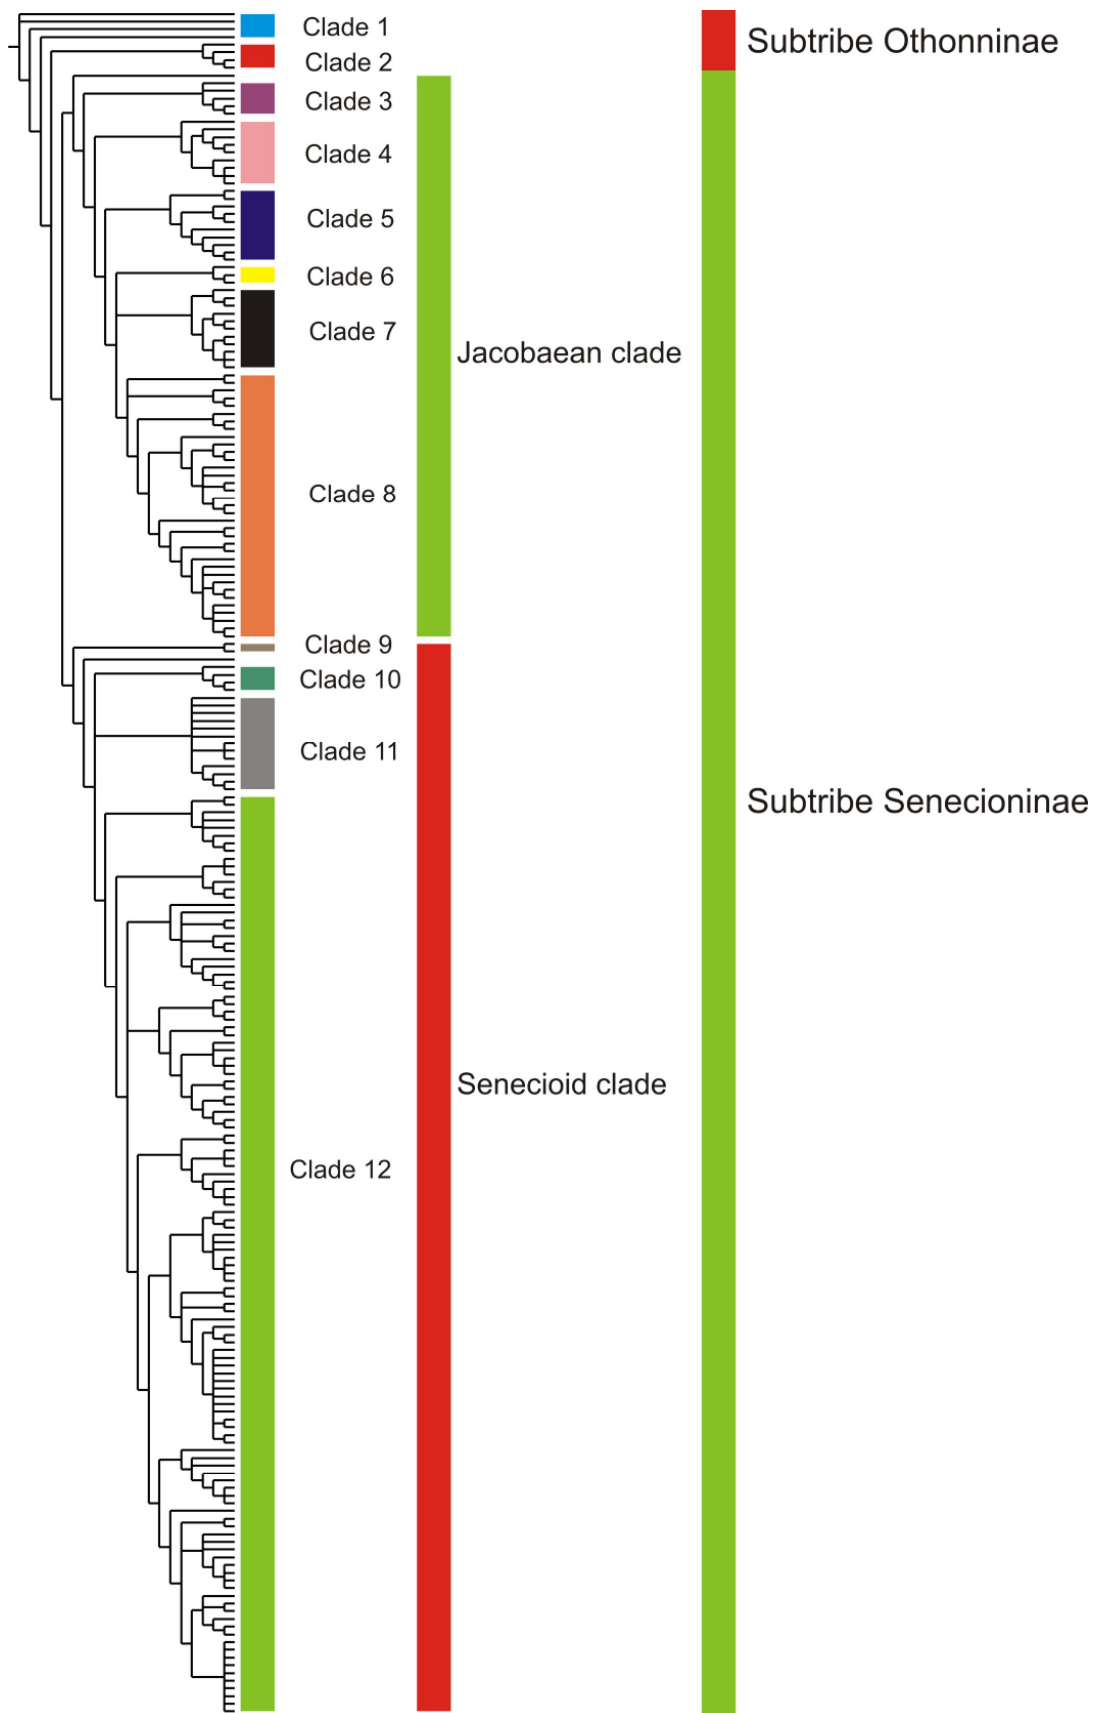 Clade 1
Subtribe Othonninae
Clade 2
Clade 3
Clade 4
Clade 5
Clade 6
Clade 7
Jacobaean clade
Clade 8
Clade 9
Clade 10
Clade 11
Subtribe Senecioninae
Senecioid clade
Clade 12